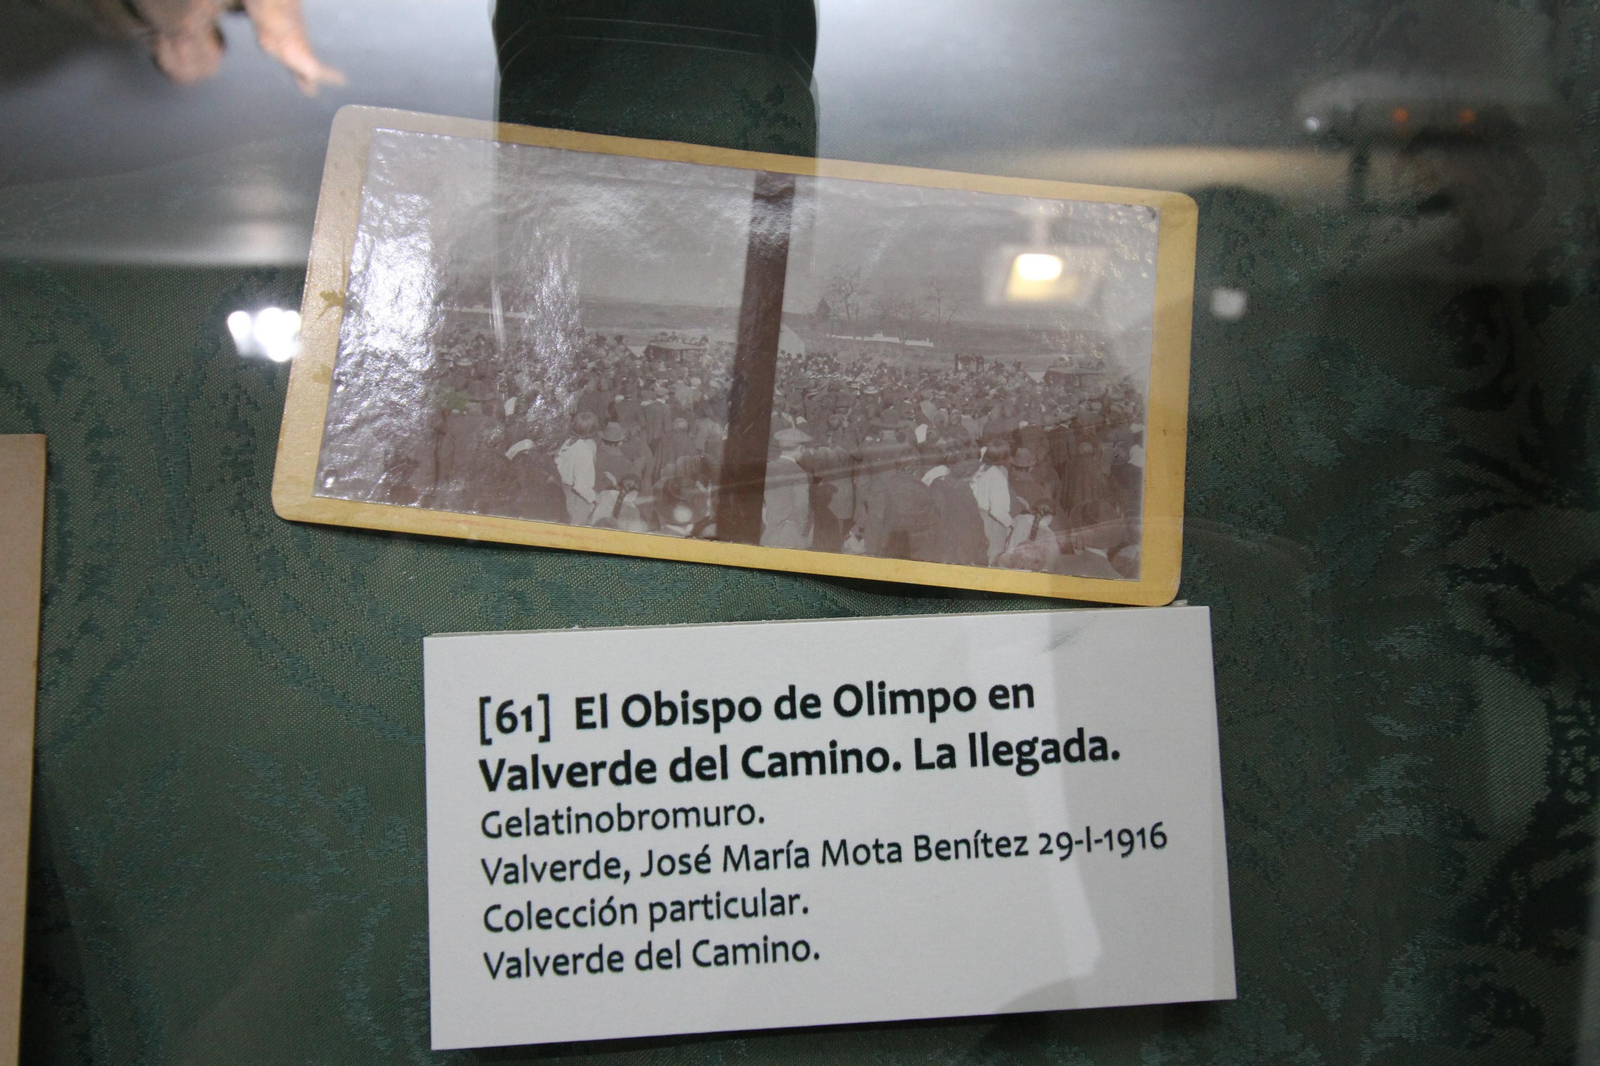 [61] El Obispo de Olimpo en
Valverde del Camino. La llegada.
Gelatinobromuro.
Valverde, José María Mota Benítez 29-I-1916
Colección particular.
Valverde del Camino.